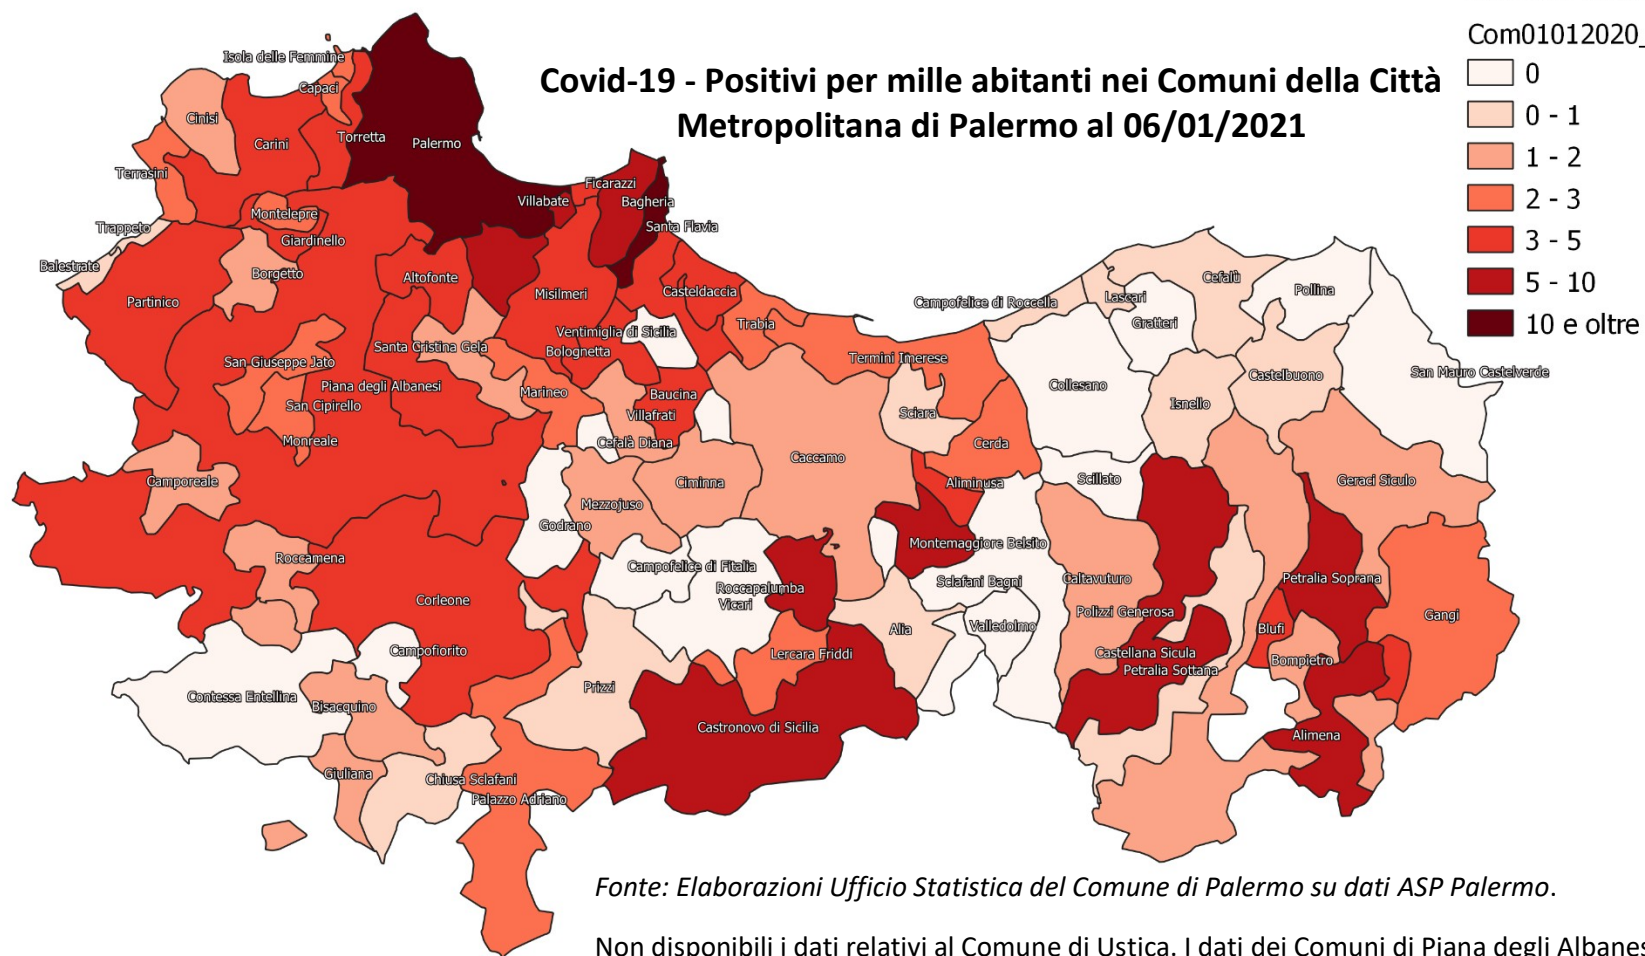 Covid-19 - Positivi per mille abitanti nei Comuni della Città
Metropolitana di Palermo al 06/01/2021
Com01012020_
0
0 - 1
1 - 2
2 - 3
3 - 5
5 - 10
10 e oltre
Isola delle Femmine
Capaci
Cinisi
Carini
Torretta
Palermo
Terrasini
Ficarazzi
Villabate
Bagheria
Montelepre
Santa Flavia
Trappeto
Giardinello
Balestrate
Borgetto
Altofonte
Partinico
Misilmeri
Casteldaccia
Cefalù
Pollina
Campofelice di Roccella
Lascari
Gratteri
Trabia
Ventimiglia di Sicilia
Santa Cristina Gela
Bolognetta
San Giuseppe Jato
Termini Imerese
San Mauro Castelverde
Castelbuono
Piana degli Albanesi
Collesano
Marineo
Baucina
San Cipirello
Isnello
Villafrati
Sciara
Monreale
Cefalà Diana
Cerda
Caccamo
Camporeale
Ciminna
Aliminusa
Scillato
Geraci Siculo
Mezzojuso
Godrano
Montemaggiore Belsito
Roccamena
Campofelice di Fitalia
Sclafani Bagni
Caltavuturo
Petralia Soprana
Roccapalumba
Corleone
Vicari
Polizzi Generosa
Gangi
Alia
Valledolmo
Blufi
Campofiorito
Lercara Friddi
Castellana Sicula
Bompietro
Petralia Sottana
Prizzi
Contessa Entellina
Bisacquino
Castronovo di Sicilia
Alimena
Giuliana
Chiusa Sclafani
Palazzo Adriano
Fonte: Elaborazioni Ufficio Statistica del Comune di Palermo su dati ASP Palermo.
Non disponibili i dati relativi al Comune di Ustica. I dati dei Comuni di Piana degli Albanes